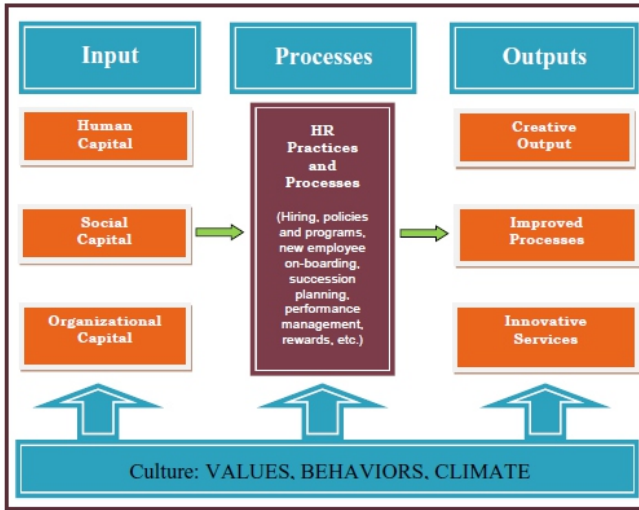 Input
Processes
Outputs
Human
Capital
Social
Capital
Organizational
Capital
HR
Practices
and
Processes
(Hiring, policies
and programs,
new employee
on-boarding,
succession
planning,
performance
management,
rewards, etc.)
Creative
Output
Improved
Processes
Innovative
Services
Culture: VALUES, BEHAVIORS, CLIMATE